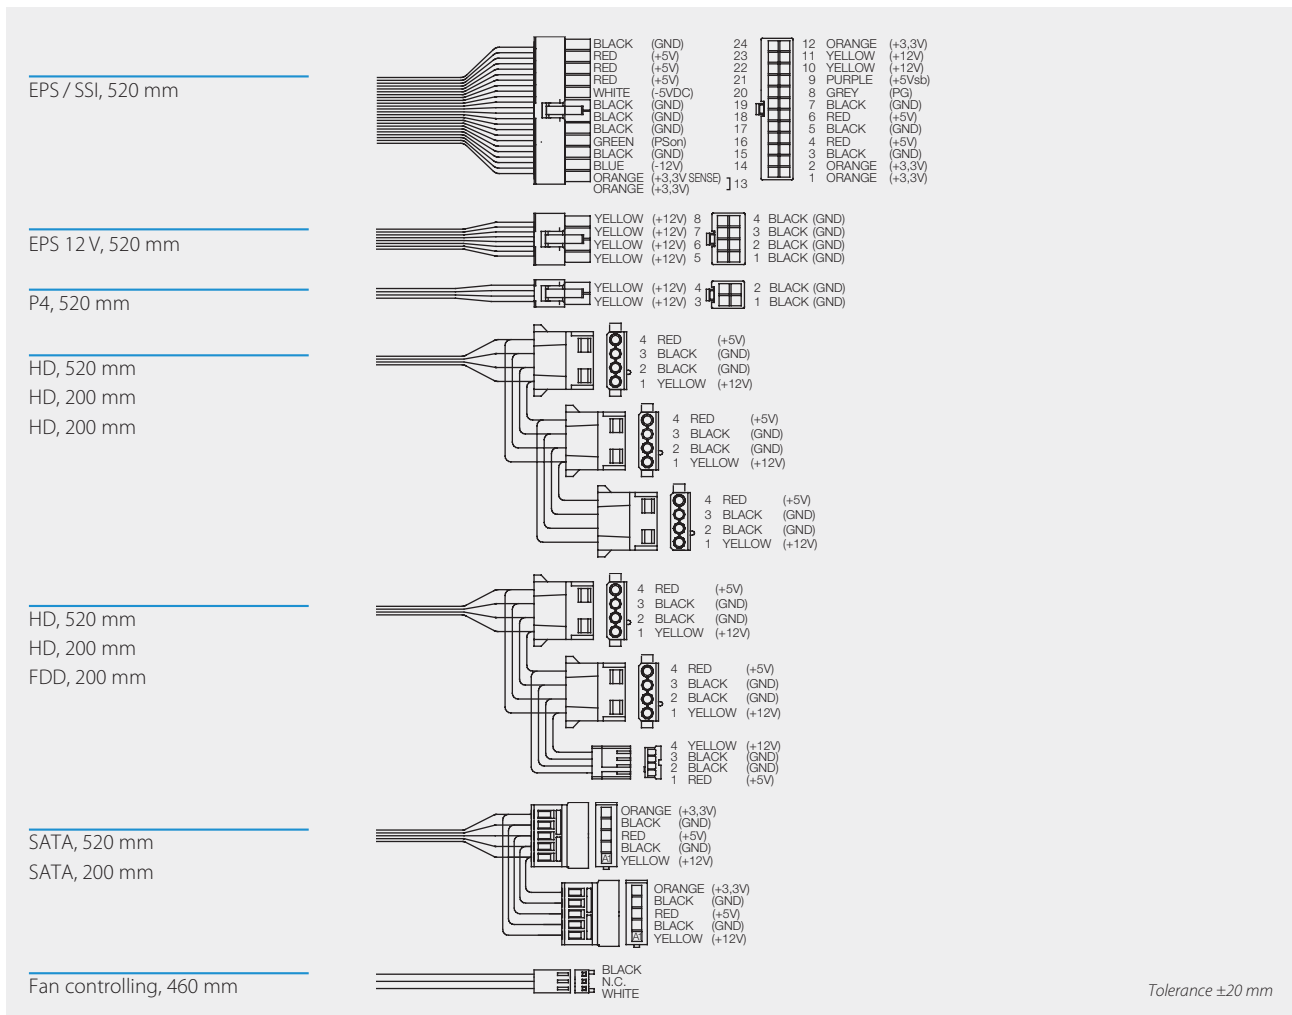 EPS / SSI, 520 mm
BLACK (GND) 24 12 ORANGE (+3,3V)
RED (+5V) 23 11 YELLOW (+12V)
RED (+5V) 22 10 YELLOW (+12V)
RED (+5V) 21 9 PURPLE (+5Vsb)
WHITE (-5VDC) 20 8 GREY (PG)
BLACK (GND) 19 7 BLACK (GND)
BLACK (GND) 18 6 RED (+5V)
BLACK (GND) 17 5 BLACK (GND)
GREEN (PSon) 16 4 RED (+5V)
BLACK (GND) 15 3 BLACK (GND)
BLUE (-12V) 14 2 ORANGE (+3,3V)
ORANGE (+3,3V SENSE) ] 13 1 ORANGE (+3,3V)
ORANGE (+3,3V)
EPS 12 V, 520 mm
YELLOW (+12V) 8 4 BLACK (GND)
YELLOW (+12V) 7 3 BLACK (GND)
YELLOW (+12V) 6 2 BLACK (GND)
YELLOW (+12V) 5 1 BLACK (GND)
P4, 520 mm
YELLOW (+12V) 4 2 BLACK (GND)
YELLOW (+12V) 3 1 BLACK (GND)
HD, 520 mm
HD, 200 mm
HD, 200 mm
4 RED (+5V)
3 BLACK (GND)
2 BLACK (GND)
1 YELLOW (+12V)
4 RED (+5V)
3 BLACK (GND)
2 BLACK (GND)
1 YELLOW (+12V)
4 RED (+5V)
3 BLACK (GND)
2 BLACK (GND)
1 YELLOW (+12V)
HD, 520 mm
HD, 200 mm
FDD, 200 mm
4 RED (+5V)
3 BLACK (GND)
2 BLACK (GND)
1 YELLOW (+12V)
4 RED (+5V)
3 BLACK (GND)
2 BLACK (GND)
1 YELLOW (+12V)
4 YELLOW (+12V)
3 BLACK (GND)
2 BLACK (GND)
1 RED (+5V)
SATA, 520 mm
SATA, 200 mm
ORANGE (+3,3V)
BLACK (GND)
RED (+5V)
BLACK (GND)
A1 YELLOW (+12V)
ORANGE (+3,3V)
BLACK (GND)
RED (+5V)
BLACK (GND)
A1 YELLOW (+12V)
Fan controlling, 460 mm
BLACK
N.C.
WHITE
Tolerance ±20 mm